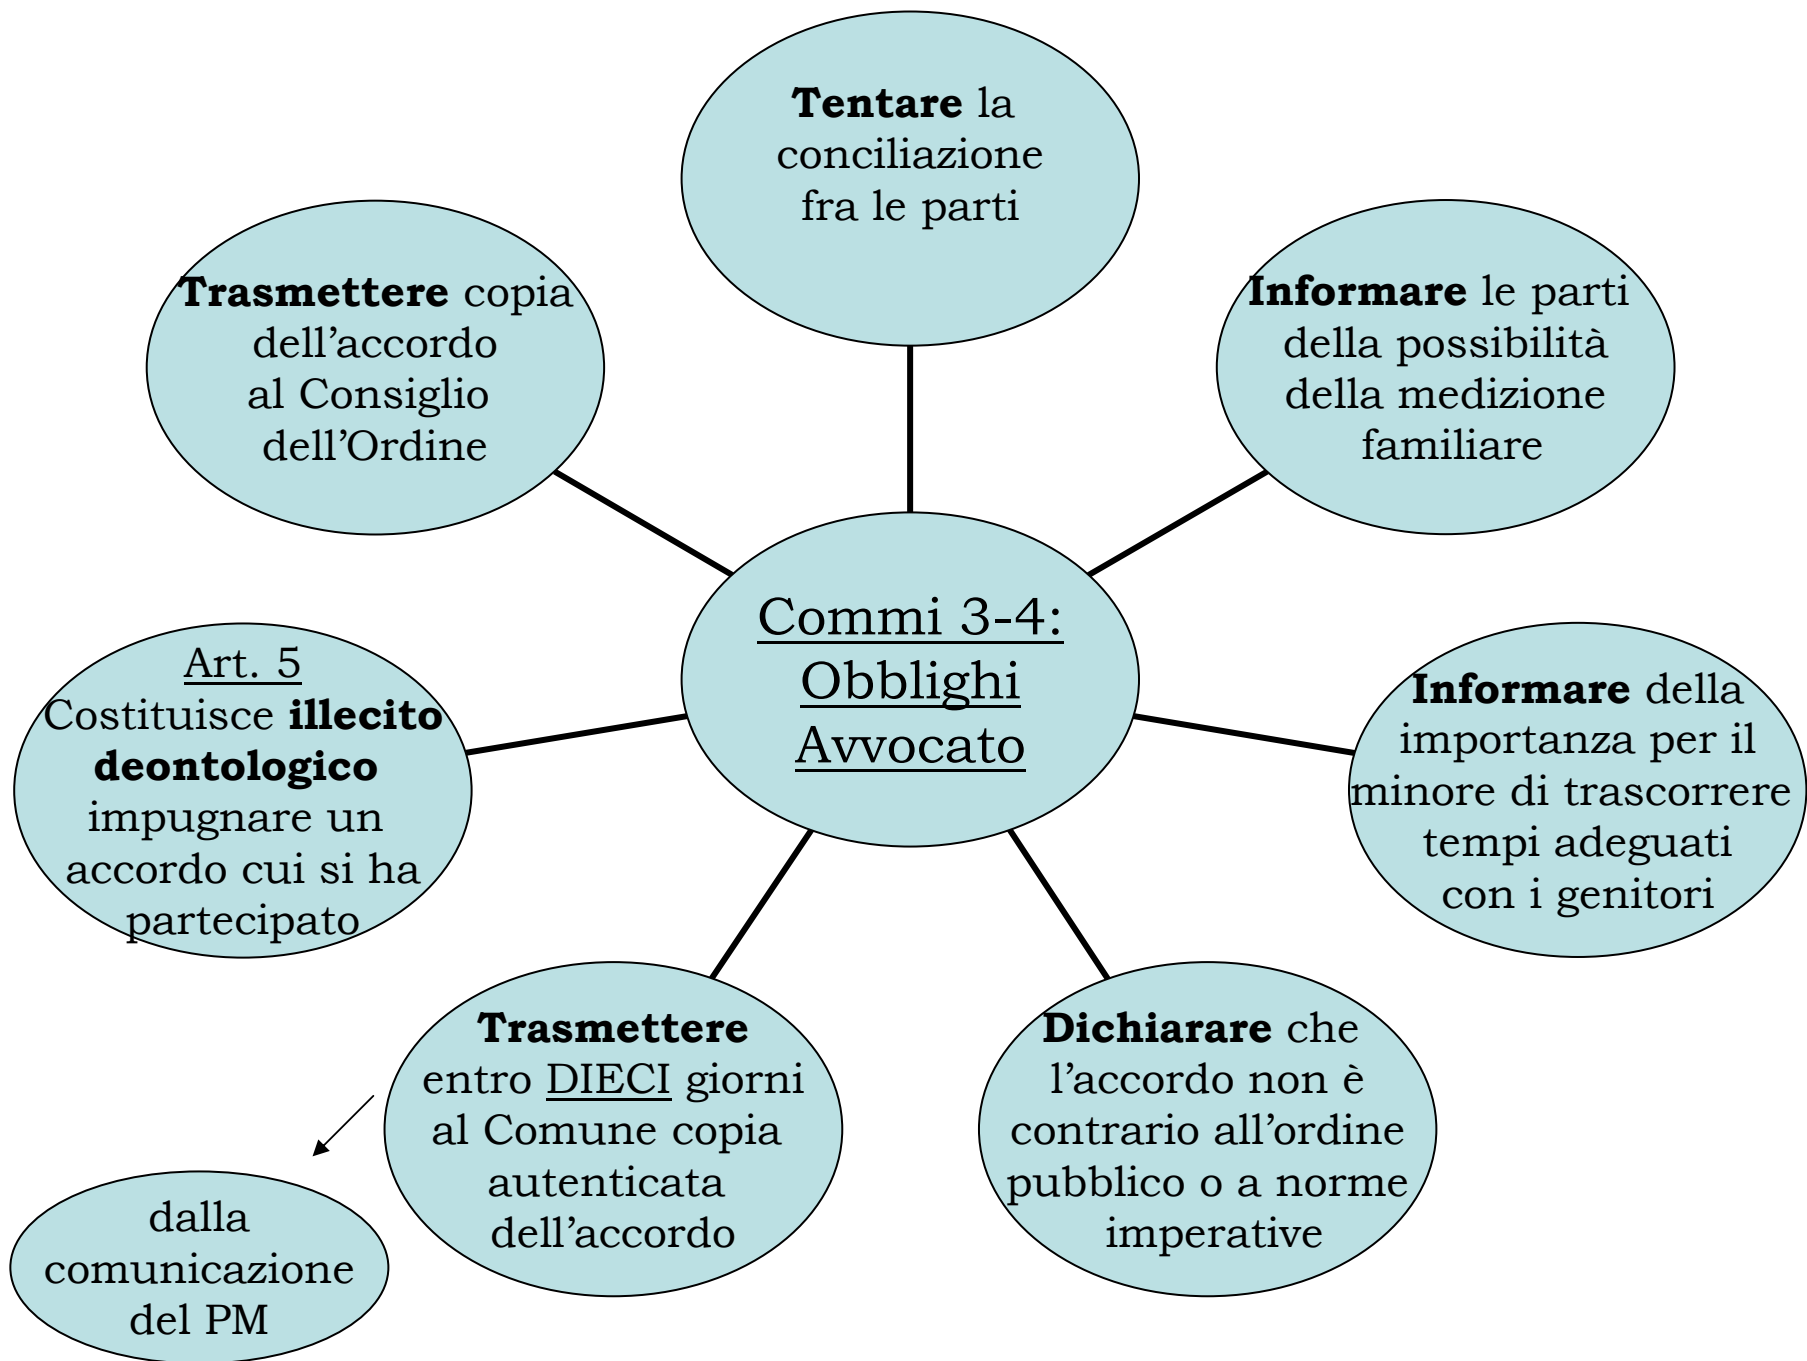 Tentare la
conciliazione
fra le parti
Trasmettere copia
dell’accordo
al Consiglio
dell’Ordine
Informare le parti
della possibilità
della medizione
familiare
Commi 3-4:
Obblighi
Avvocato
Art. 5
Costituisce illecito
deontologico
impugnare un
accordo cui si ha
partecipato
Informare della
importanza per il
minore di trascorrere
tempi adeguati
con i genitori
Trasmettere
entro DIECI giorni
al Comune copia
autenticata
dell’accordo
Dichiarare che
l’accordo non è
contrario all’ordine
pubblico o a norme
imperative
dalla
comunicazione
del PM